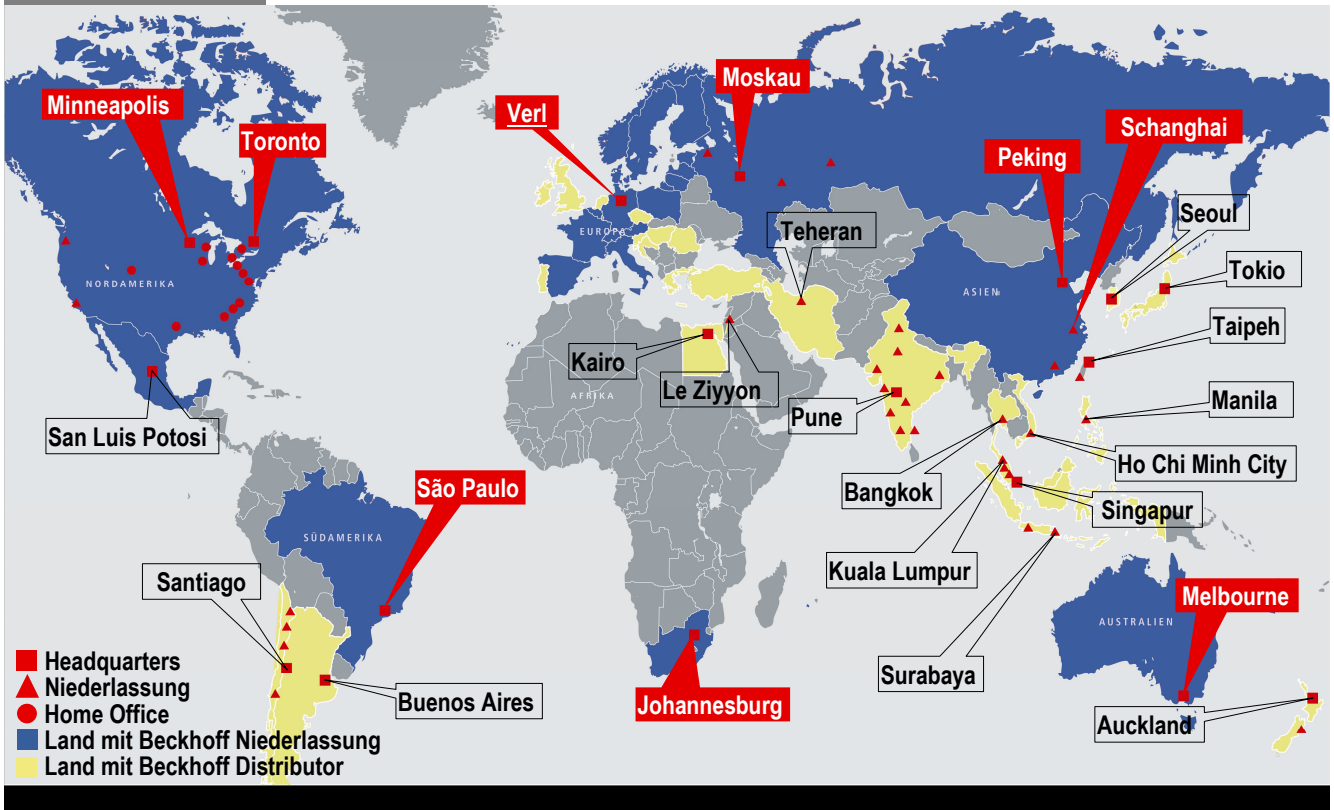 Moskau
Minneapolis
Verl
Schanghai
Toronto
Peking
Seoul
Teheran
EUROPA
Tokio
NORDAMERIKA
ASIEN
Taipeh
Kairo
Le Ziyyon
AFRIKA
Manila
Pune
San Luis Potosi
Ho Chi Minh City
São Paulo
Bangkok
Singapur
SÜDAMERIKA
Kuala Lumpur
Santiago
Melbourne
AUSTRALIEN
Surabaya
Headquarters
Niederlassung
Buenos Aires
Johannesburg
Home Office
Auckland
Land mit Beckhoff Niederlassung
Land mit Beckhoff Distributor